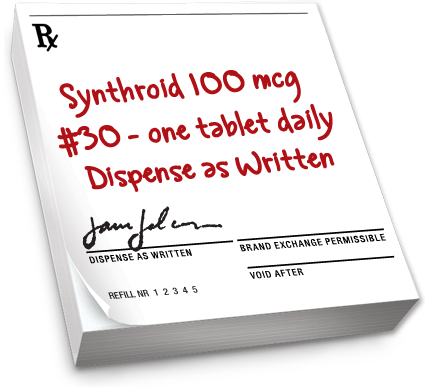 Rx
Synthroid 100 mcg
#30 - one tablet daily
Dispense as Written
DISPENSE AS WRITTEN
BRAND EXCHANGE PERMISSIBLE
VOID AFTER
REFILL NR 1 2 3 4 5